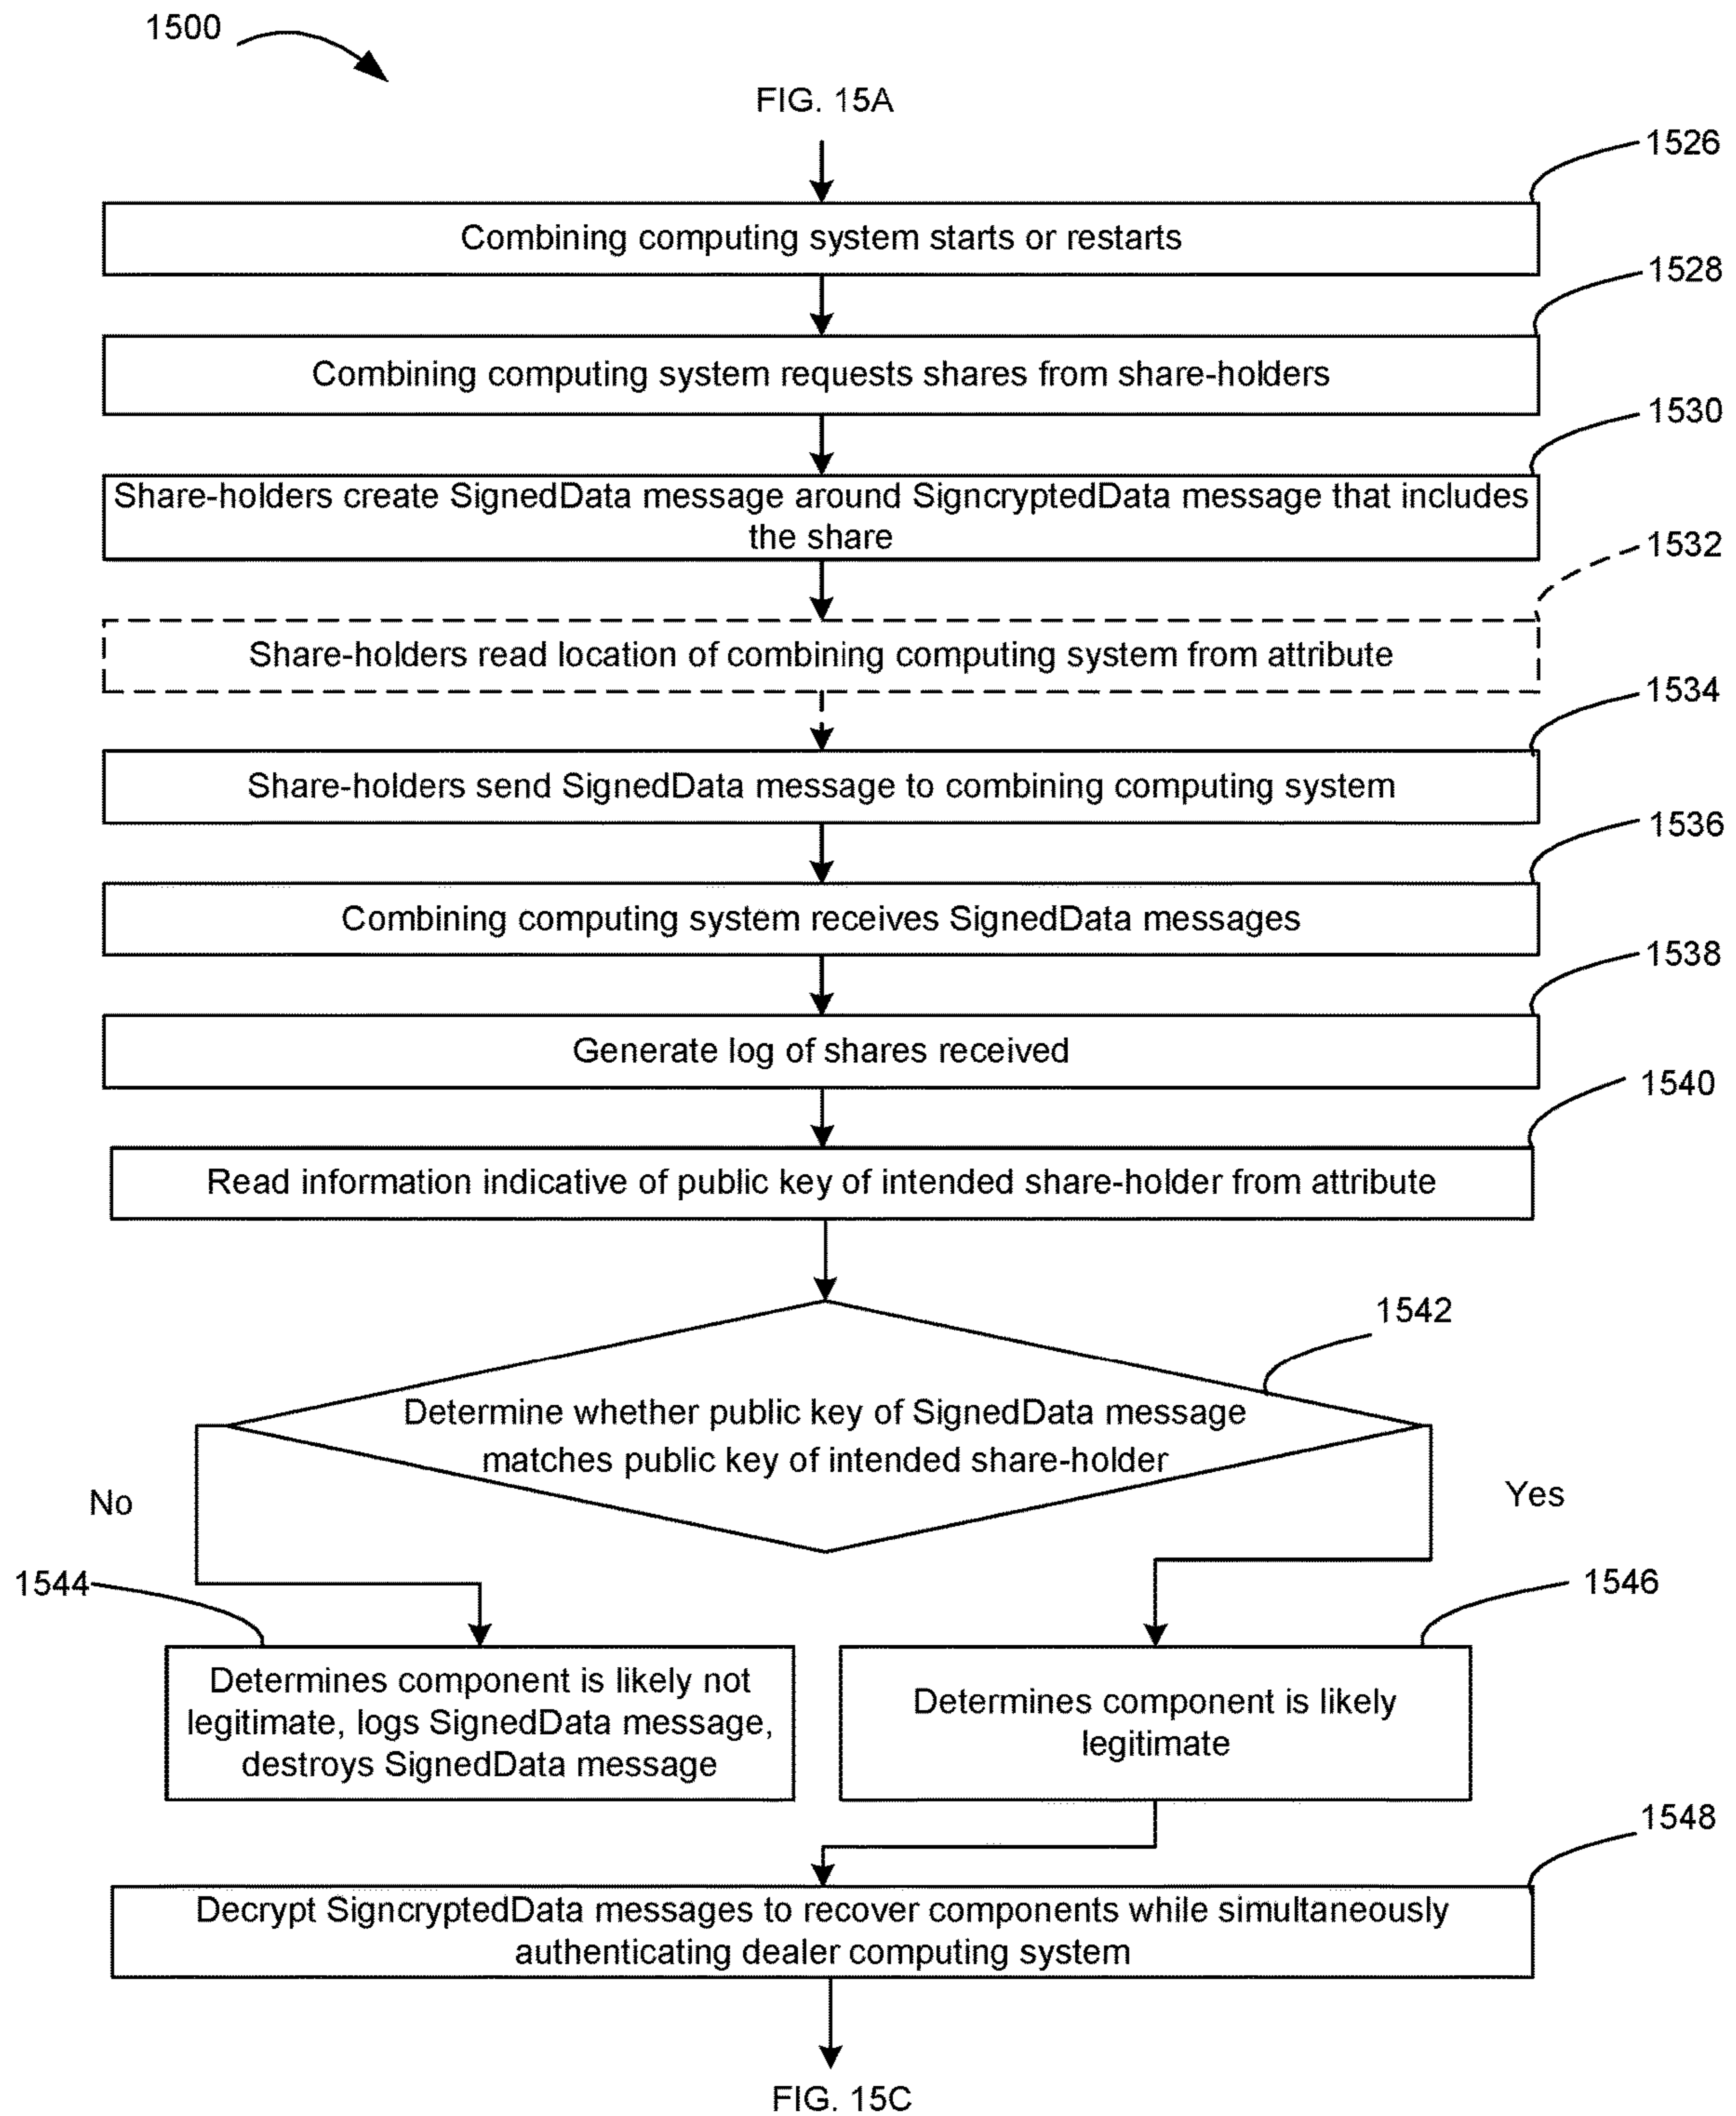 1500
FIG. 15A
1526
Combining computing system starts or restarts
1528
Combining computing system requests shares from share-holders
1530
Share-holders create SignedData message around SigncryptedData message that includes
the share
1532
Share-holders read location of combining computing system from attribute
1534
Share-holders send SignedData message to combining computing system
1536
Combining computing system receives SignedData messages
1538
Generate log of shares received
1540
Read information indicative of public key of intended share-holder from attribute
1542
Determine whether public key of SignedData message
matches public key of intended share-holder
No
Yes
1544
1546
Determines component is likely not
legitimate, logs SignedData message,
destroys SignedData message
Determines component is likely
legitimate
1548
Decrypt SigncryptedData messages to recover components while simultaneously
authenticating dealer computing system
FIG. 15C